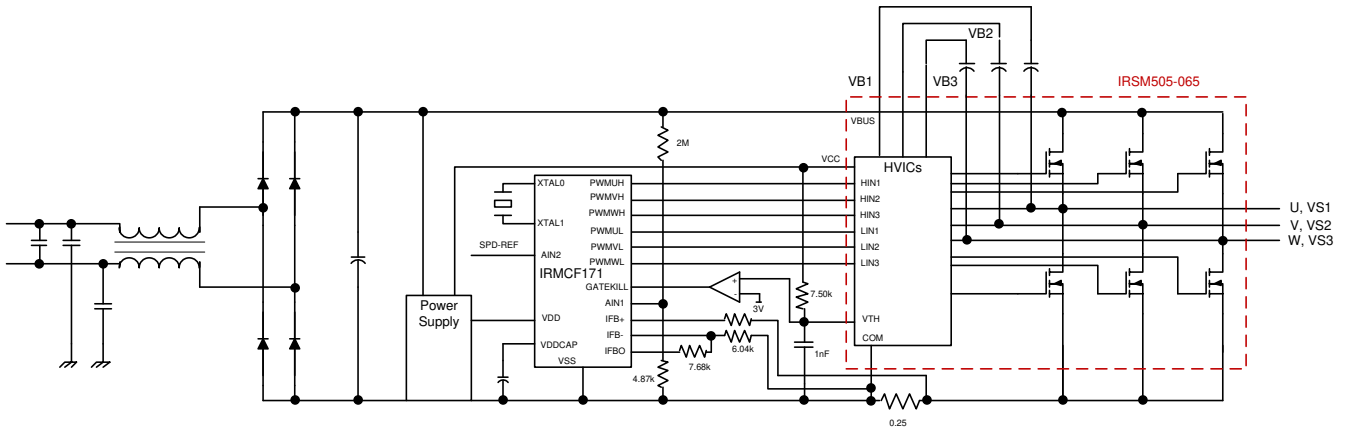 VB2
VB1
VB3
IRSM505-065
VBUS
2M
VCC
HVICs
XTAL0
PWMUH
HIN1
PWMVH
HIN2
PWMWH
HIN3
U, VS1
XTAL1
PWMUL
LIN1
V, VS2
SPD-REF
PWMVL
LIN2
W, VS3
AIN2
PWMWL
LIN3
IRMCF171
GATEKILL
+
-
7.50k
Power
Supply
AIN1
3V
VDD
IFB+
VTH
IFB-
COM
VDDCAP
IFBO
6.04k
1nF
VSS
7.68k
4.87k
0.25